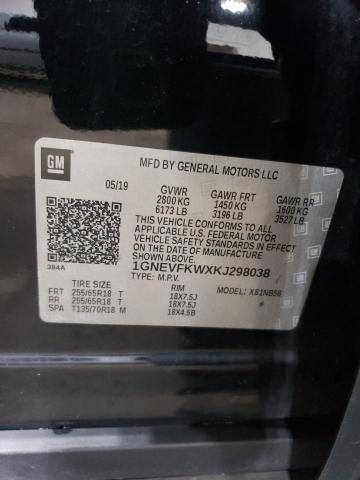 GM
MFD BY GENERAL MOTORS LLC
05/19 GVWR GAWR FRT GAWR RR
2800 KG 1450 KG 1600 KG
6173 LB 3196 LB 3527 LB
THIS VEHICLE CONFORMS TO ALL
APPLICABLE U.S. FEDERAL MOTOR
VEHICLE SAFETY STANDARDS IN EFFECT
ON THE DATE OF MANUFACTURE
SHOWN ABOVE.
384A
1GNEVFKWXKJ298038
TYPE: M.P.V. MODEL: X81NB56
TIRE SIZE RIM
FRT 255/65R18 T 18X7.5J
RR 255/65R18 T 18X7.5J
SPA T135/70R18 M 18X4.5B